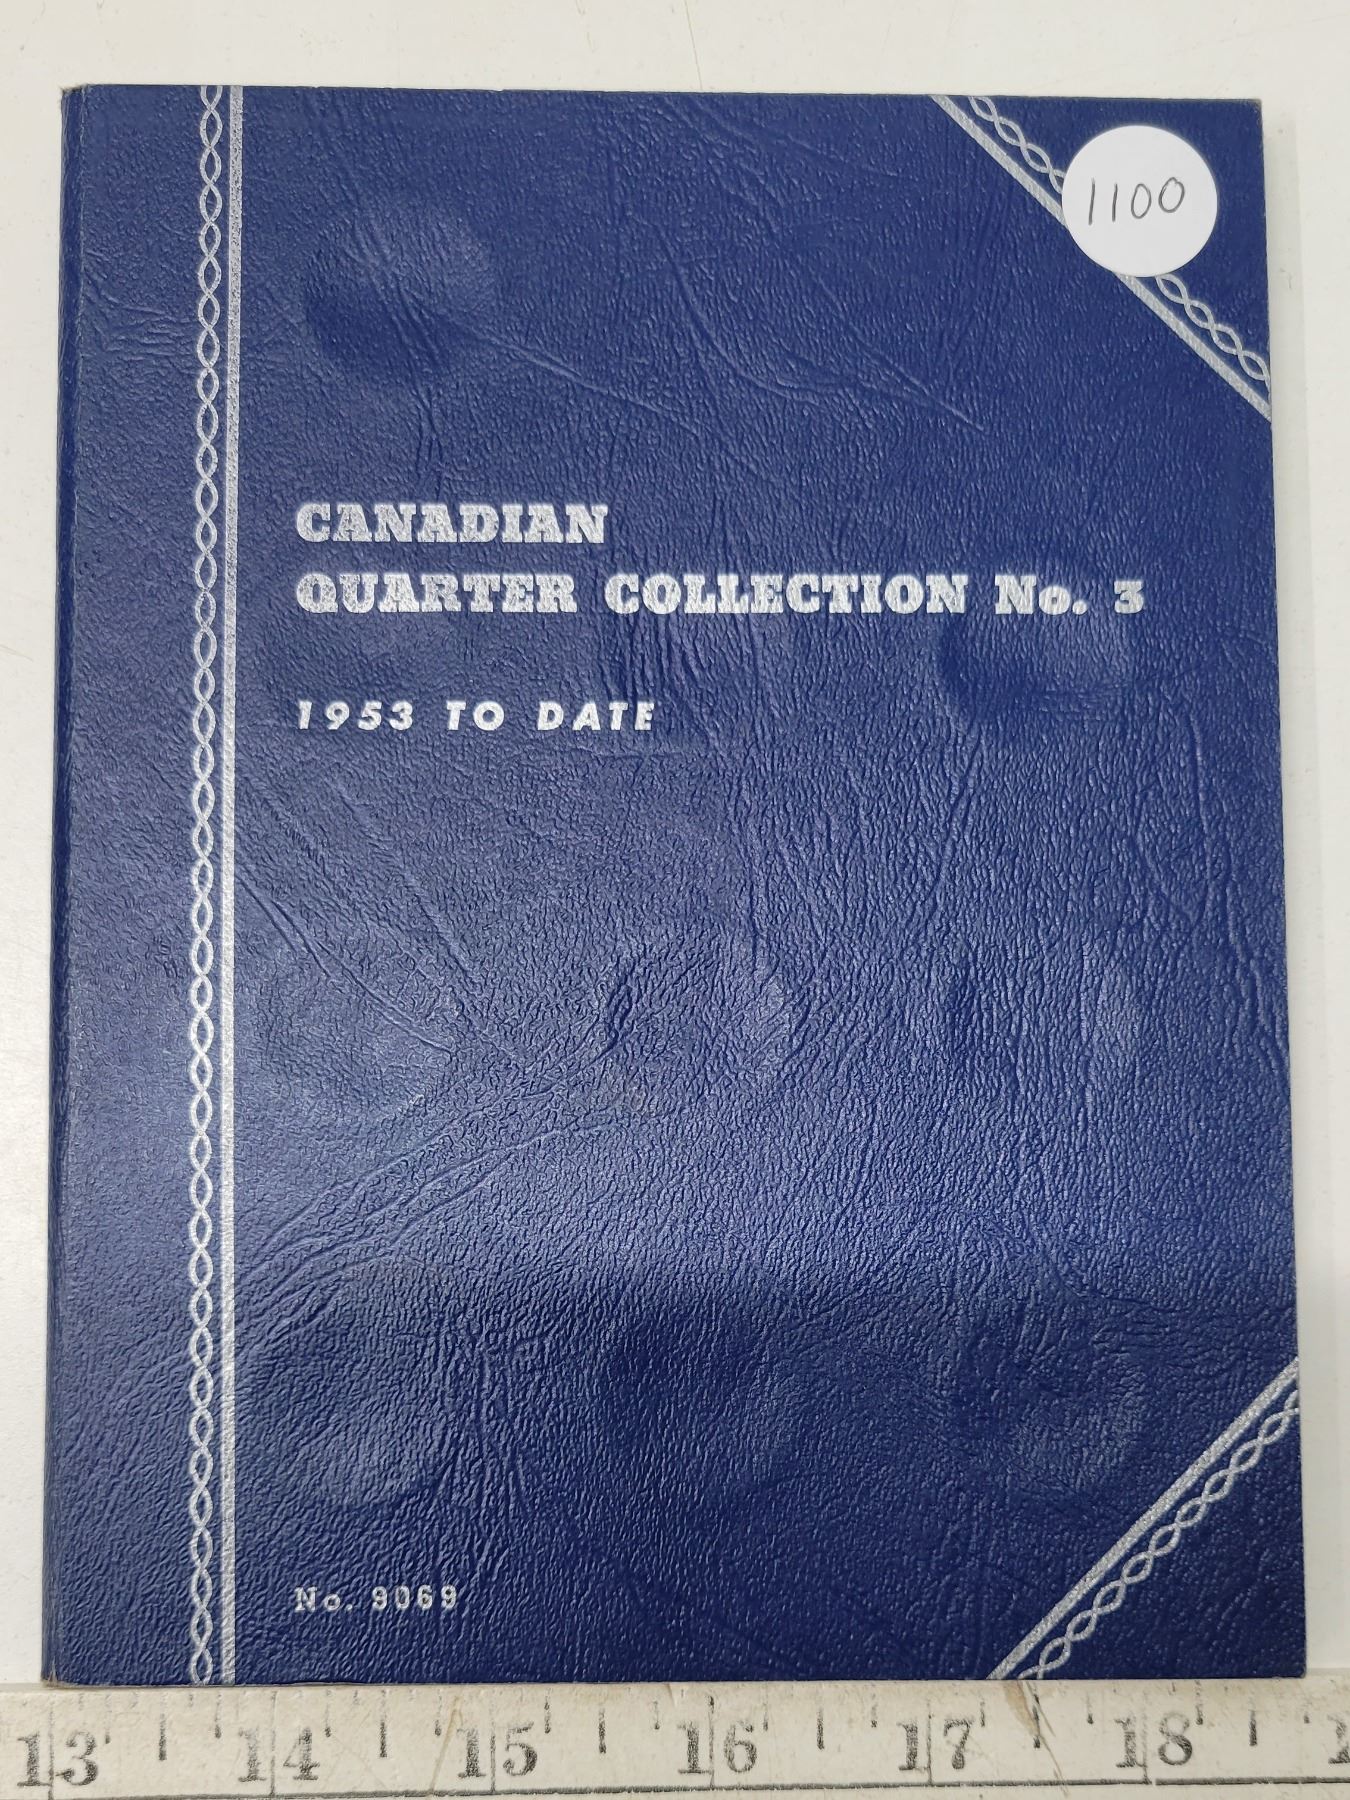 1100
CANADIAN
QUARTER COLLECTION No. 3
1953 TO DATE
No. 9069
13 14 15 16 17 18